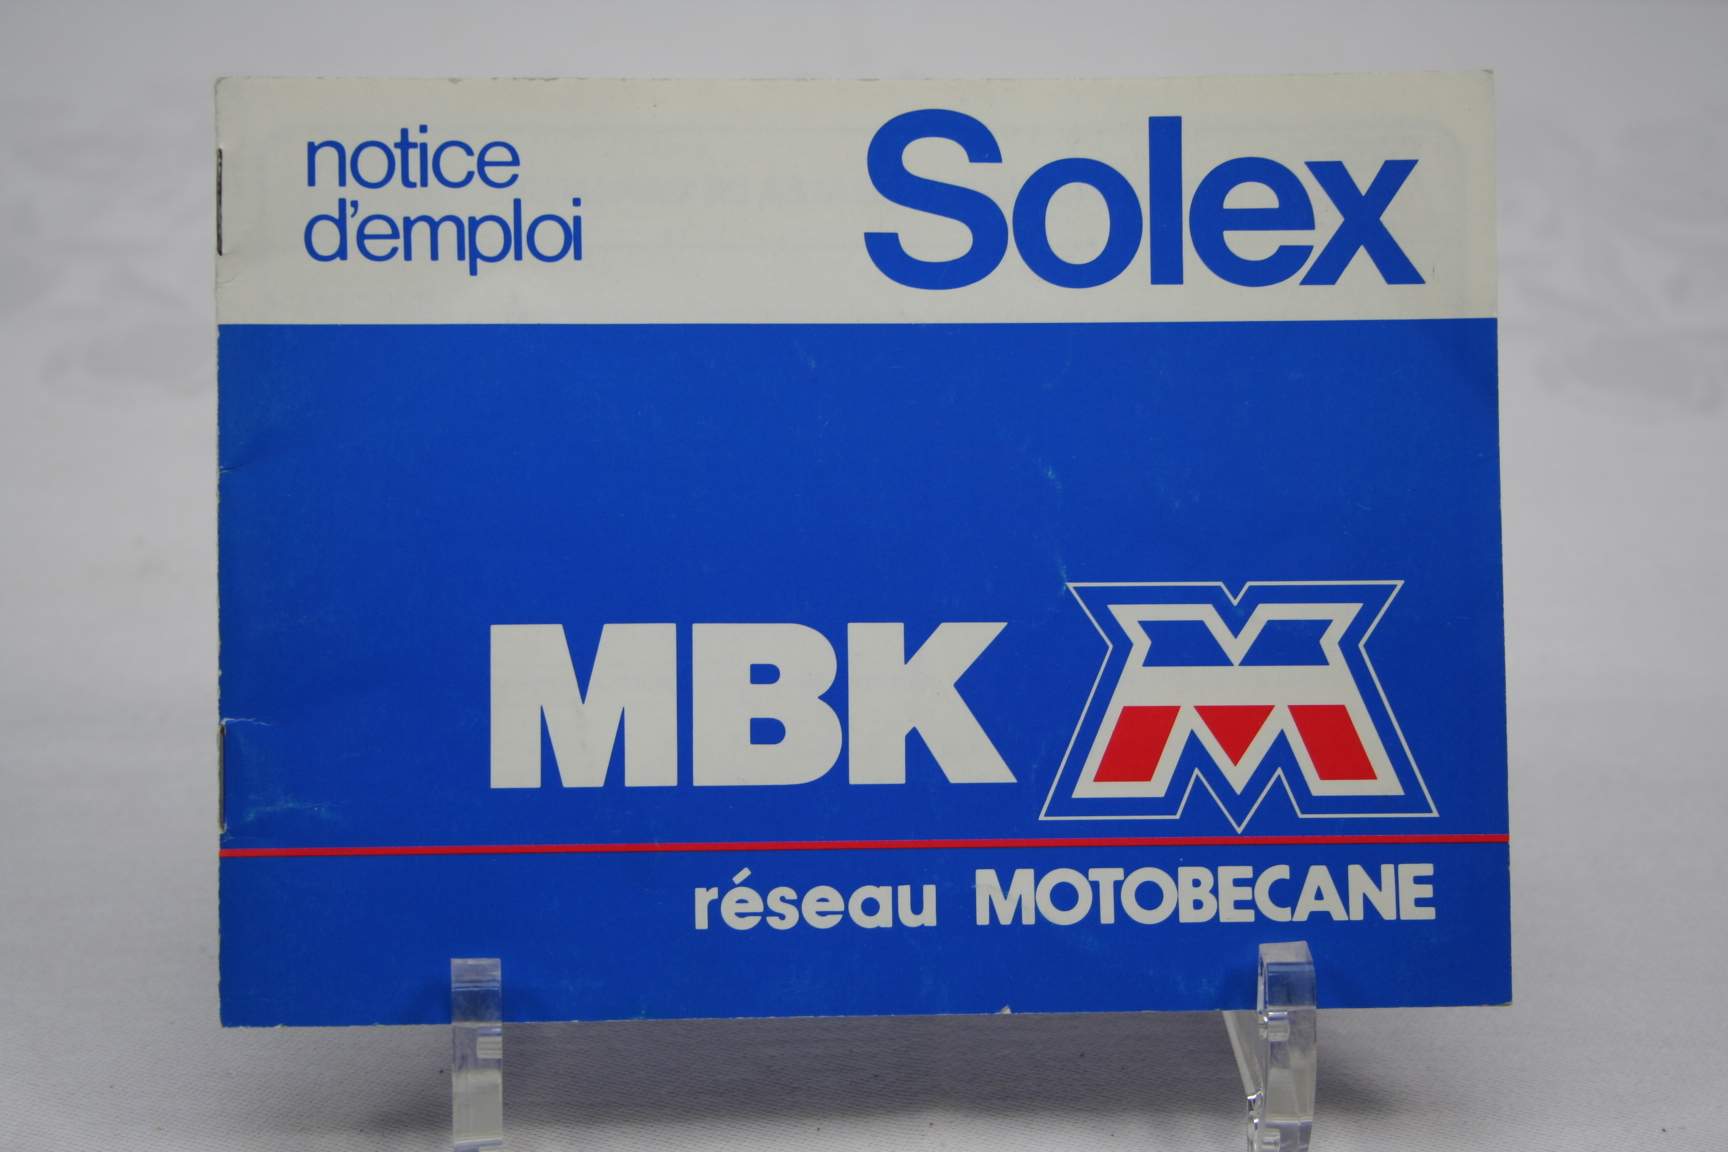 notice
d'emploi
Solex
MBK
réseau MOTOBECANE